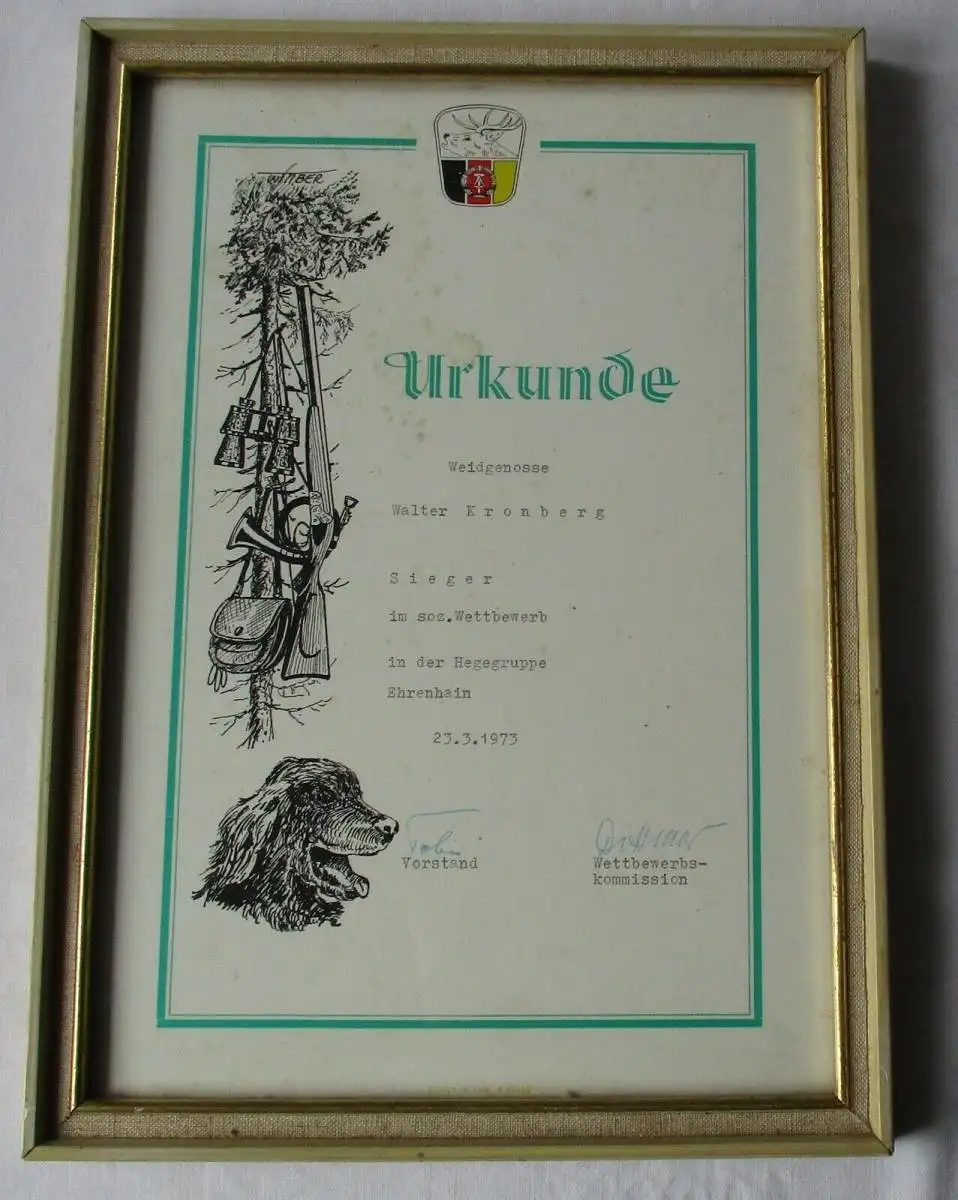 Urkunde
Weidgenosse
Walter Kronberg
Sieger
im soz.Wettbewerb
in der Hegegruppe
Ehrenhain
23.3.1973
Vorstand
Wettbewerbs-
kommission